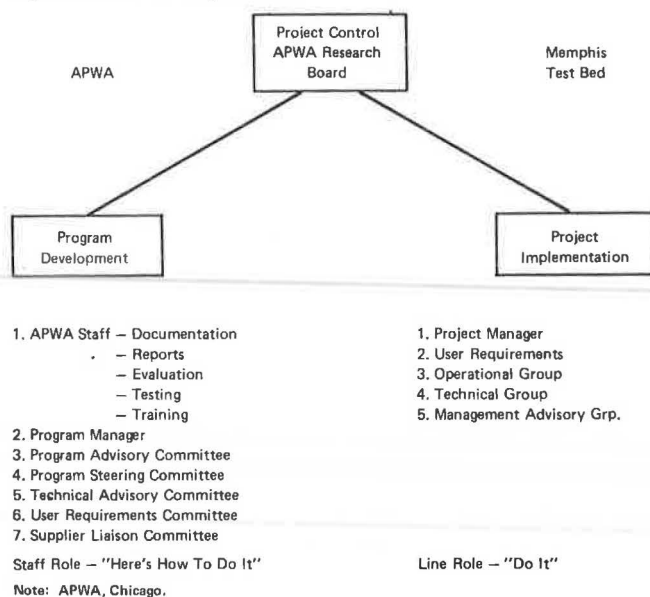 Project Control
APWA Research
Board
APWA
Memphis
Test Bed
Program
Development
Project
Implementation
1. APWA Staff — Documentation
— Reports
— Evaluation
— Testing
— Training
2. Program Manager
3. Program Advisory Committee
4. Program Steering Committee
5. Technical Advisory Committee
6. User Requirements Committee
7. Supplier Liaison Committee
Staff Role — "Here's How To Do It"
Note: APWA, Chicago.
1. Project Manager
2. User Requirements
3. Operational Group
4. Technical Group
5. Management Advisory Grp.
Line Role — "Do It"